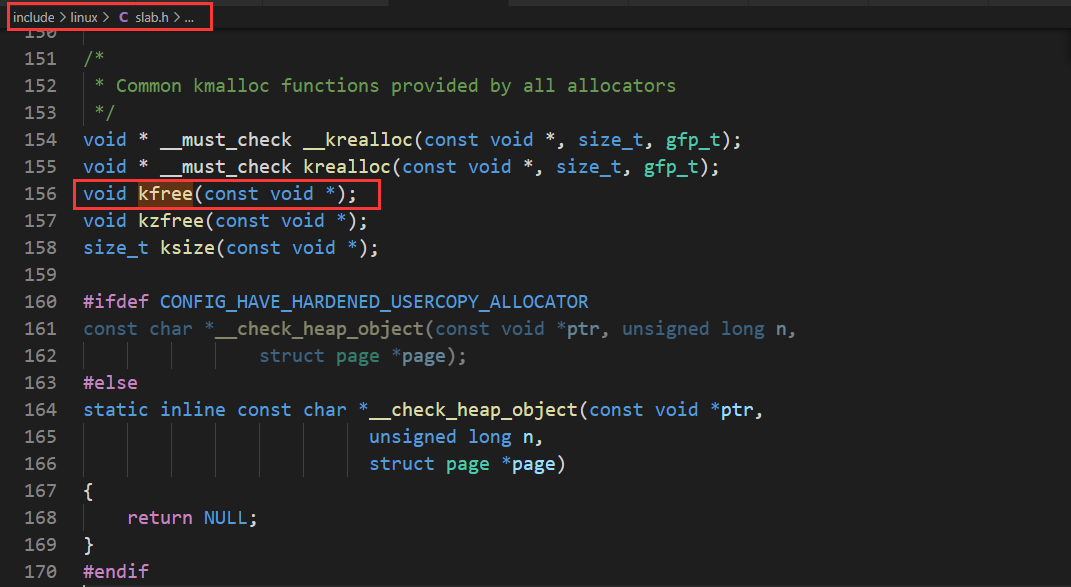 include > linux > C slab.h > ...
150
151 /*
152  * Common kmalloc functions provided by all allocators
153  */
154 void * __must_check __krealloc(const void *, size_t, gfp_t);
155 void * __must_check krealloc(const void *, size_t, gfp_t);
156 void kfree(const void *);
157 void kzfree(const void *);
158 size_t ksize(const void *);
159
160 #ifdef CONFIG_HAVE_HARDENED_USERCOPY_ALLOCATOR
161 const char *__check_heap_object(const void *ptr, unsigned long n,
162                 struct page *page);
163 #else
164 static inline const char *__check_heap_object(const void *ptr,
165                           unsigned long n,
166                           struct page *page)
167 {
168     return NULL;
169 }
170 #endif